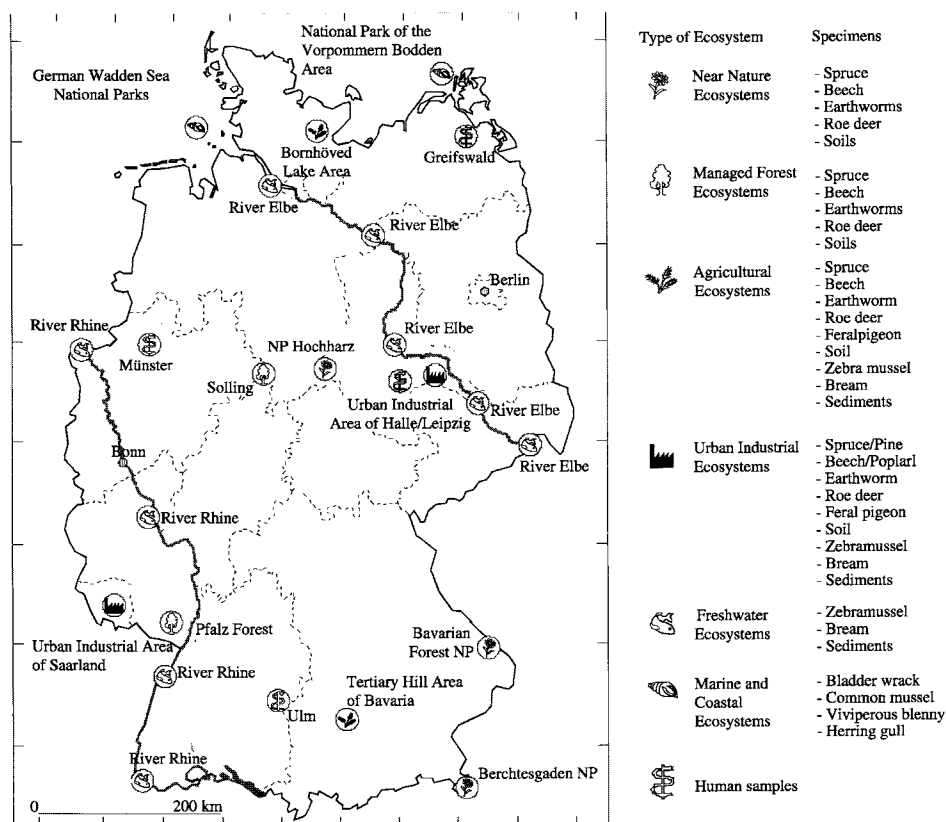 National Park of the
Vorpommern Bodden
Area
German Wadden Sea
National Parks
Bornhöved
Lake Area
Greifswald
River Elbe
River Elbe
Berlin
River Rhine
Münster
NP Hochharz
River Elbe
Solling
Urban Industrial
Area of Halle/Leipzig
River Elbe
River Elbe
Bonn
River Rhine
Pfalz Forest
Urban Industrial Area
of Saarland
Bavarian
Forest NP
River Rhine
Tertiary Hill Area
of Bavaria
Ulm
River Rhine
Berchtesgaden NP
0 200 km
Type of Ecosystem Specimens
Near Nature
Ecosystems
- Spruce
- Beech
- Earthworms
- Roe deer
- Soils
Managed Forest
Ecosystems
- Spruce
- Beech
- Earthworms
- Roe deer
- Soils
Agricultural
Ecosystems
- Spruce
- Beech
- Earthworm
- Roe deer
- Feralpigeon
- Soil
- Zebra mussel
- Bream
- Sediments
Urban Industrial
Ecosystems
- Spruce/Pine
- Beech/Poplarl
- Earthworm
- Roe deer
- Feral pigeon
- Soil
- Zebramussel
- Bream
- Sediments
Freshwater
Ecosystems
- Zebramussel
- Bream
- Sediments
Marine and
Coastal
Ecosystems
- Bladder wrack
- Common mussel
- Viviperous blenny
- Herring gull
Human samples